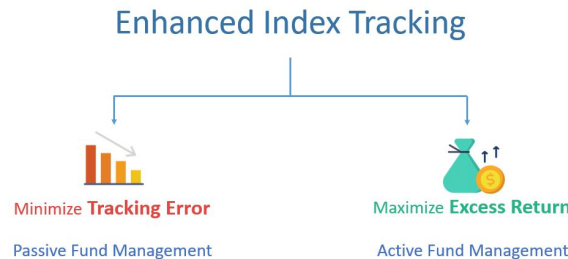 Enhanced Index Tracking
Minimize Tracking Error
Maximize Excess Return
Passive Fund Management
Active Fund Management